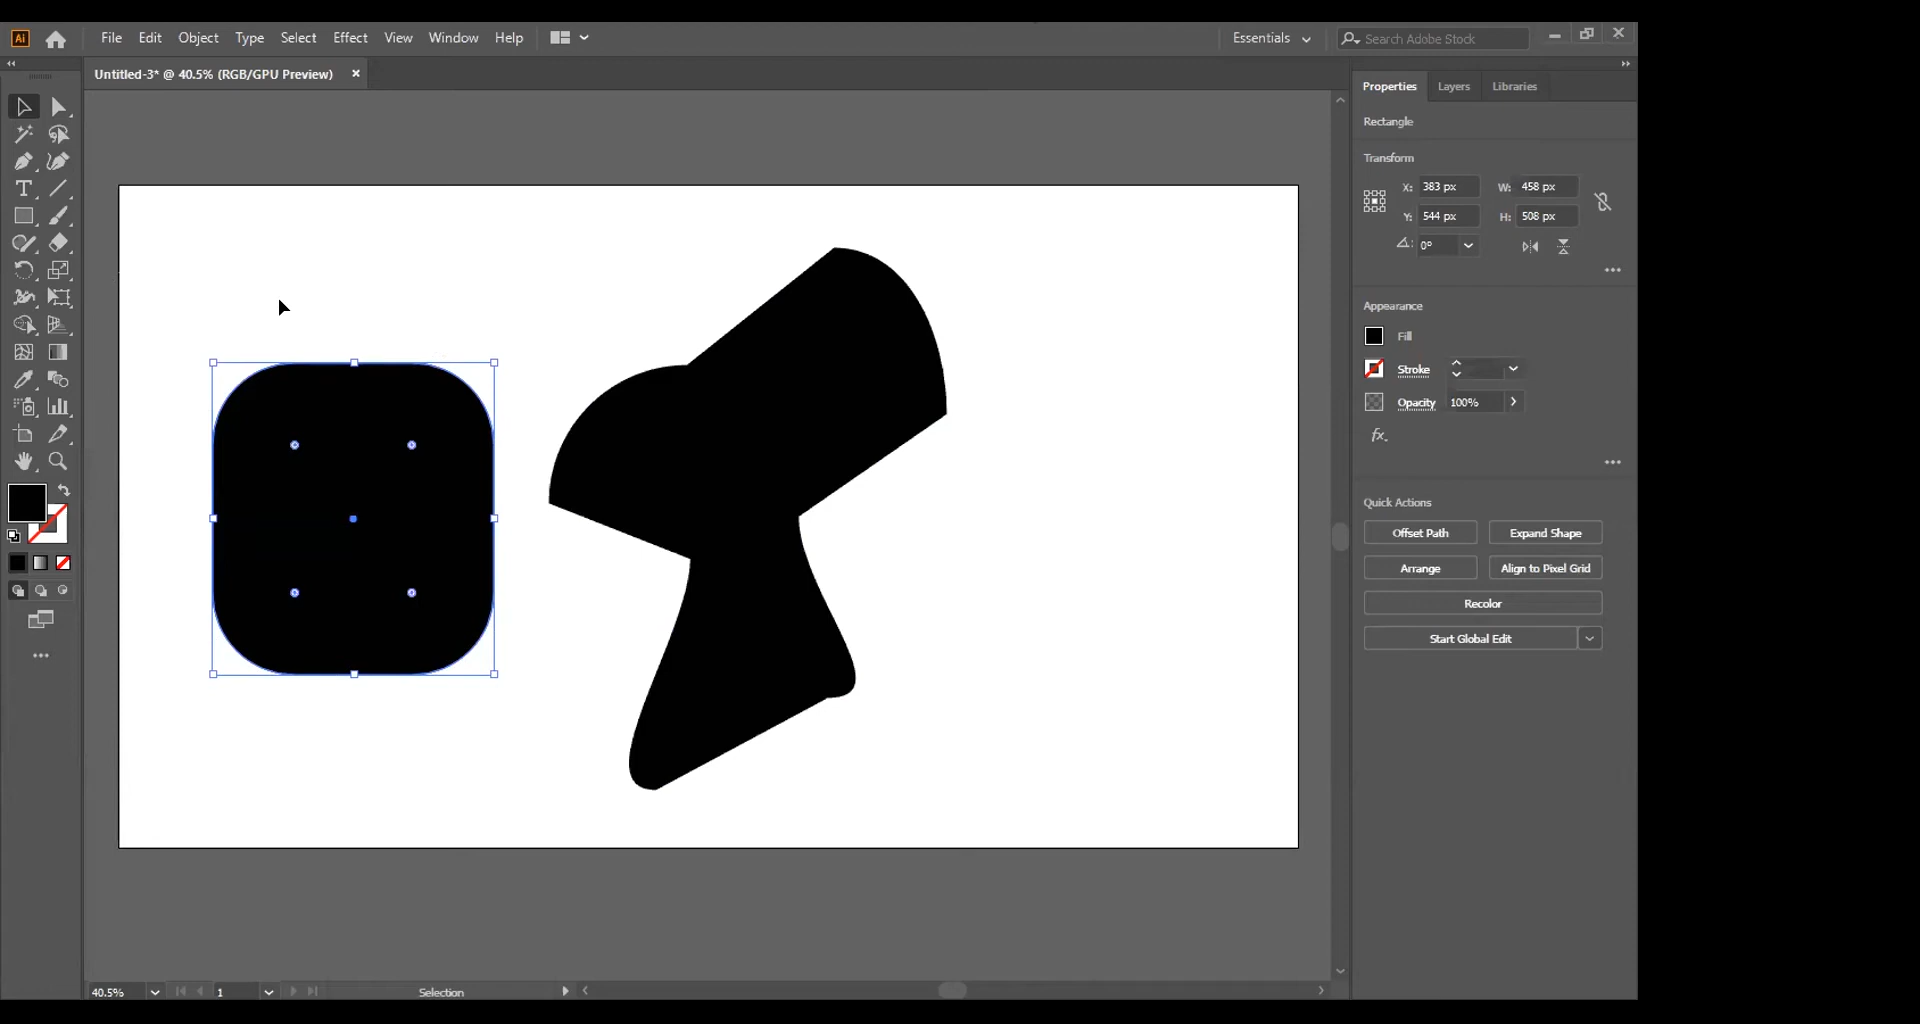 Ai File Edit Object Type Select Effect View Window Help Essentials Search Adobe Stock
Untitled-3* @ 40.5% (RGB/GPU Preview)
Properties Layers Libraries
Rectangle
Transform
X: 383 px W: 458 px
Y: 544 px H: 508 px
0°
Appearance
Fill
Stroke
Opacity 100%
fx.
Quick Actions
Offset Path Expand Shape
Arrange Align to Pixel Grid
Recolor
Start Global Edit
40.5% 1 Selection